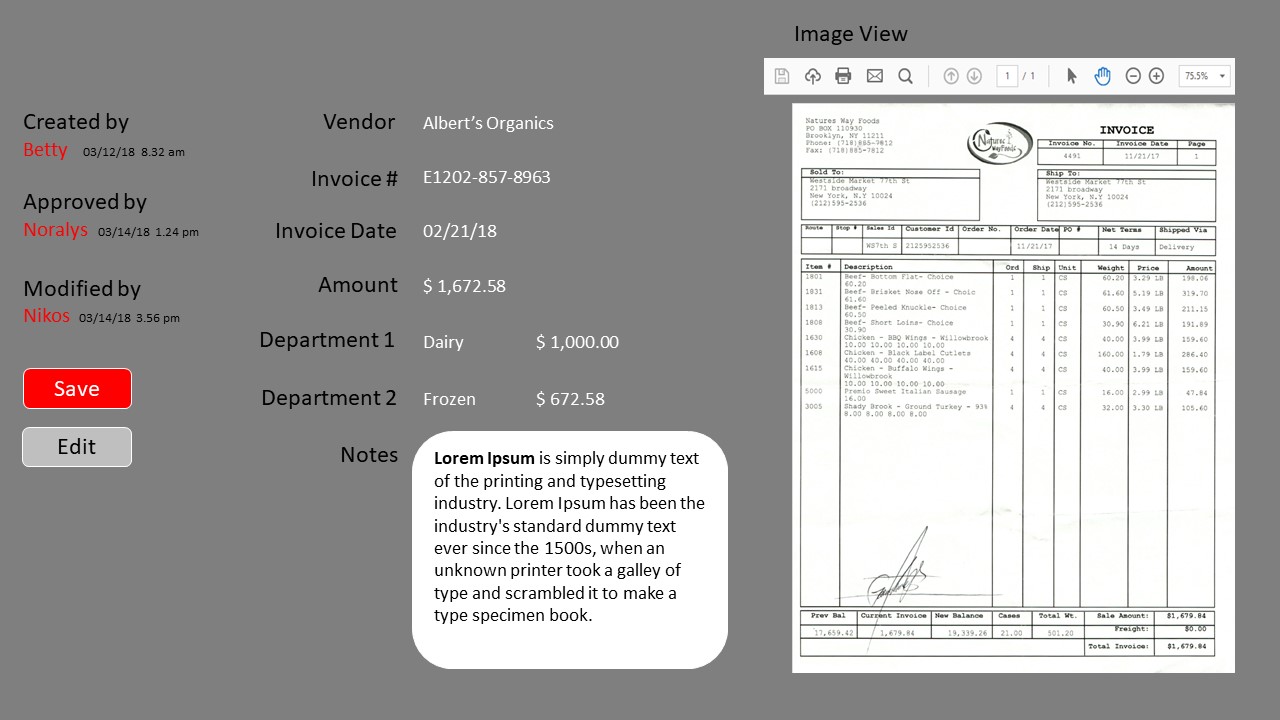 Image View
1 / 1
75.5%
Created by
Betty 03/12/18 8.32 am
Approved by
Noralys 03/14/18 1.24 pm
Modified by
Nikos 03/14/18 3.56 pm
Save
Edit
Vendor Albert’s Organics
Invoice # E1202-857-8963
Invoice Date 02/21/18
Amount $ 1,672.58
Department 1 Dairy $ 1,000.00
Department 2 Frozen $ 672.58
Notes
Lorem Ipsum is simply dummy text
of the printing and typesetting
industry. Lorem Ipsum has been the
industry's standard dummy text
ever since the 1500s, when an
unknown printer took a galley of
type and scrambled it to make a
type specimen book.
Natures Way Foods
PO BOX 110930
Brooklyn, NY 11211
Phone: (718)855-7812
Fax: (718)855-7812
Natures
WayFoods
INVOICE
Invoice No. Invoice Date Page
4491 11/21/17 1
Sold To:
Westside Market 77th St
2171 broadway
New York, N.Y 10024
(212)595-2536
Ship To:
Westside Market 77th St
2171 broadway
New York, N.Y 10024
(212)595-2536
Route Stop # Sales Id Customer Id Order No. Order Date PO # Net Terms Shipped Via
WS7th S 2125952536 11/21/17 14 Days Delivery
Item # Description Ord Ship Unit Weight Price Amount
1801 Beef- Bottom Flat- Choice 1 1 CS 60.20 3.29 LB 198.06
60.20
1831 Beef- Brisket Nose Off - Choic 1 1 CS 61.60 5.19 LB 319.70
61.60
1813 Beef- Peeled Knuckle- Choice 1 1 CS 60.50 3.49 LB 211.15
60.50
1808 Beef- Short Loins- Choice 1 1 CS 30.90 6.21 LB 191.89
30.90
1630 Chicken - BBQ Wings - Willowbrook 4 4 CS 40.00 3.99 LB 159.60
10.00 10.00 10.00 10.00
1608 Chicken - Black Label Cutlets 4 4 CS 160.00 1.79 LB 286.40
40.00 40.00 40.00 40.00
1615 Chicken - Buffalo Wings - 4 4 CS 40.00 3.99 LB 159.60
Willowbrook
10.00 10.00 10.00 10.00
5000 Premio Sweet Italian Sausage 1 1 CS 16.00 2.99 LB 47.84
16.00
3005 Shady Brook - Ground Turkey - 93% 4 4 CS 32.00 3.30 LB 105.60
8.00 8.00 8.00 8.00
Prev Bal Current Invoice New Balance Cases Total Wt. Sale Amount: $1,679.84
17,659.42 1,679.84 19,339.26 21.00 501.20 Freight: $0.00
Total Invoice: $1,679.84